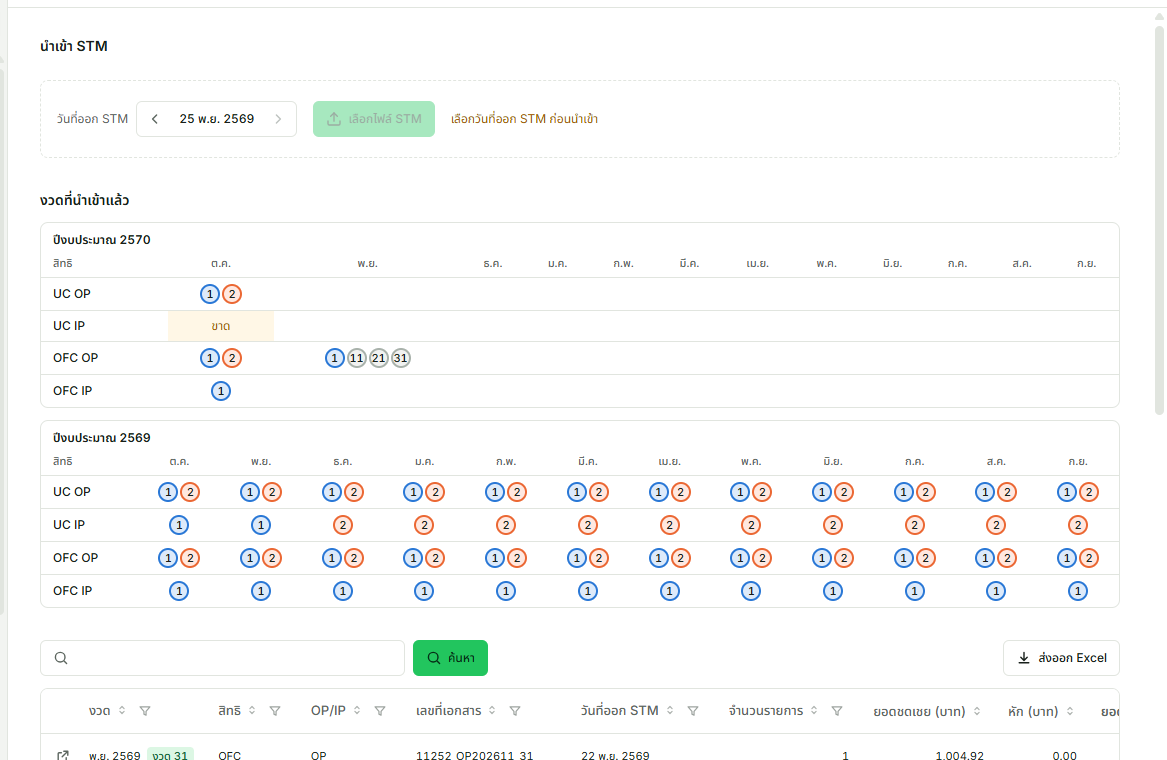 นำเข้า STM
วันที่ออก STM 25 พ.ย. 2569 เลือกไฟล์ STM เลือกวันที่ออก STM ก่อนนำเข้า
งวดที่นำเข้าแล้ว
ปีงบประมาณ 2570
สิทธิ ต.ค. พ.ย. ธ.ค. ม.ค. ก.พ. มี.ค. เม.ย. พ.ค. มิ.ย. ก.ค. ส.ค. ก.ย.
UC OP 1 2
UC IP ขาด
OFC OP 1 2 1 11 21 31
OFC IP 1
ปีงบประมาณ 2569
สิทธิ ต.ค. พ.ย. ธ.ค. ม.ค. ก.พ. มี.ค. เม.ย. พ.ค. มิ.ย. ก.ค. ส.ค. ก.ย.
UC OP 1 2 1 2 1 2 1 2 1 2 1 2 1 2 1 2 1 2 1 2 1 2 1 2
UC IP 1 1 2 2 2 2 2 2 2 2 2 2
OFC OP 1 2 1 2 1 2 1 2 1 2 1 2 1 2 1 2 1 2 1 2 1 2 1 2
OFC IP 1 1 1 1 1 1 1 1 1 1 1 1
ค้นหา ส่งออก Excel
งวด สิทธิ OP/IP เลขที่เอกสาร วันที่ออก STM จำนวนรายการ ยอดชดเชย (บาท) หัก (บาท)
พ.ย. 2569 งวด 31 OFC OP 11252_OP202611_31 22 พ.ย. 2569 1 1,004.92 0.00